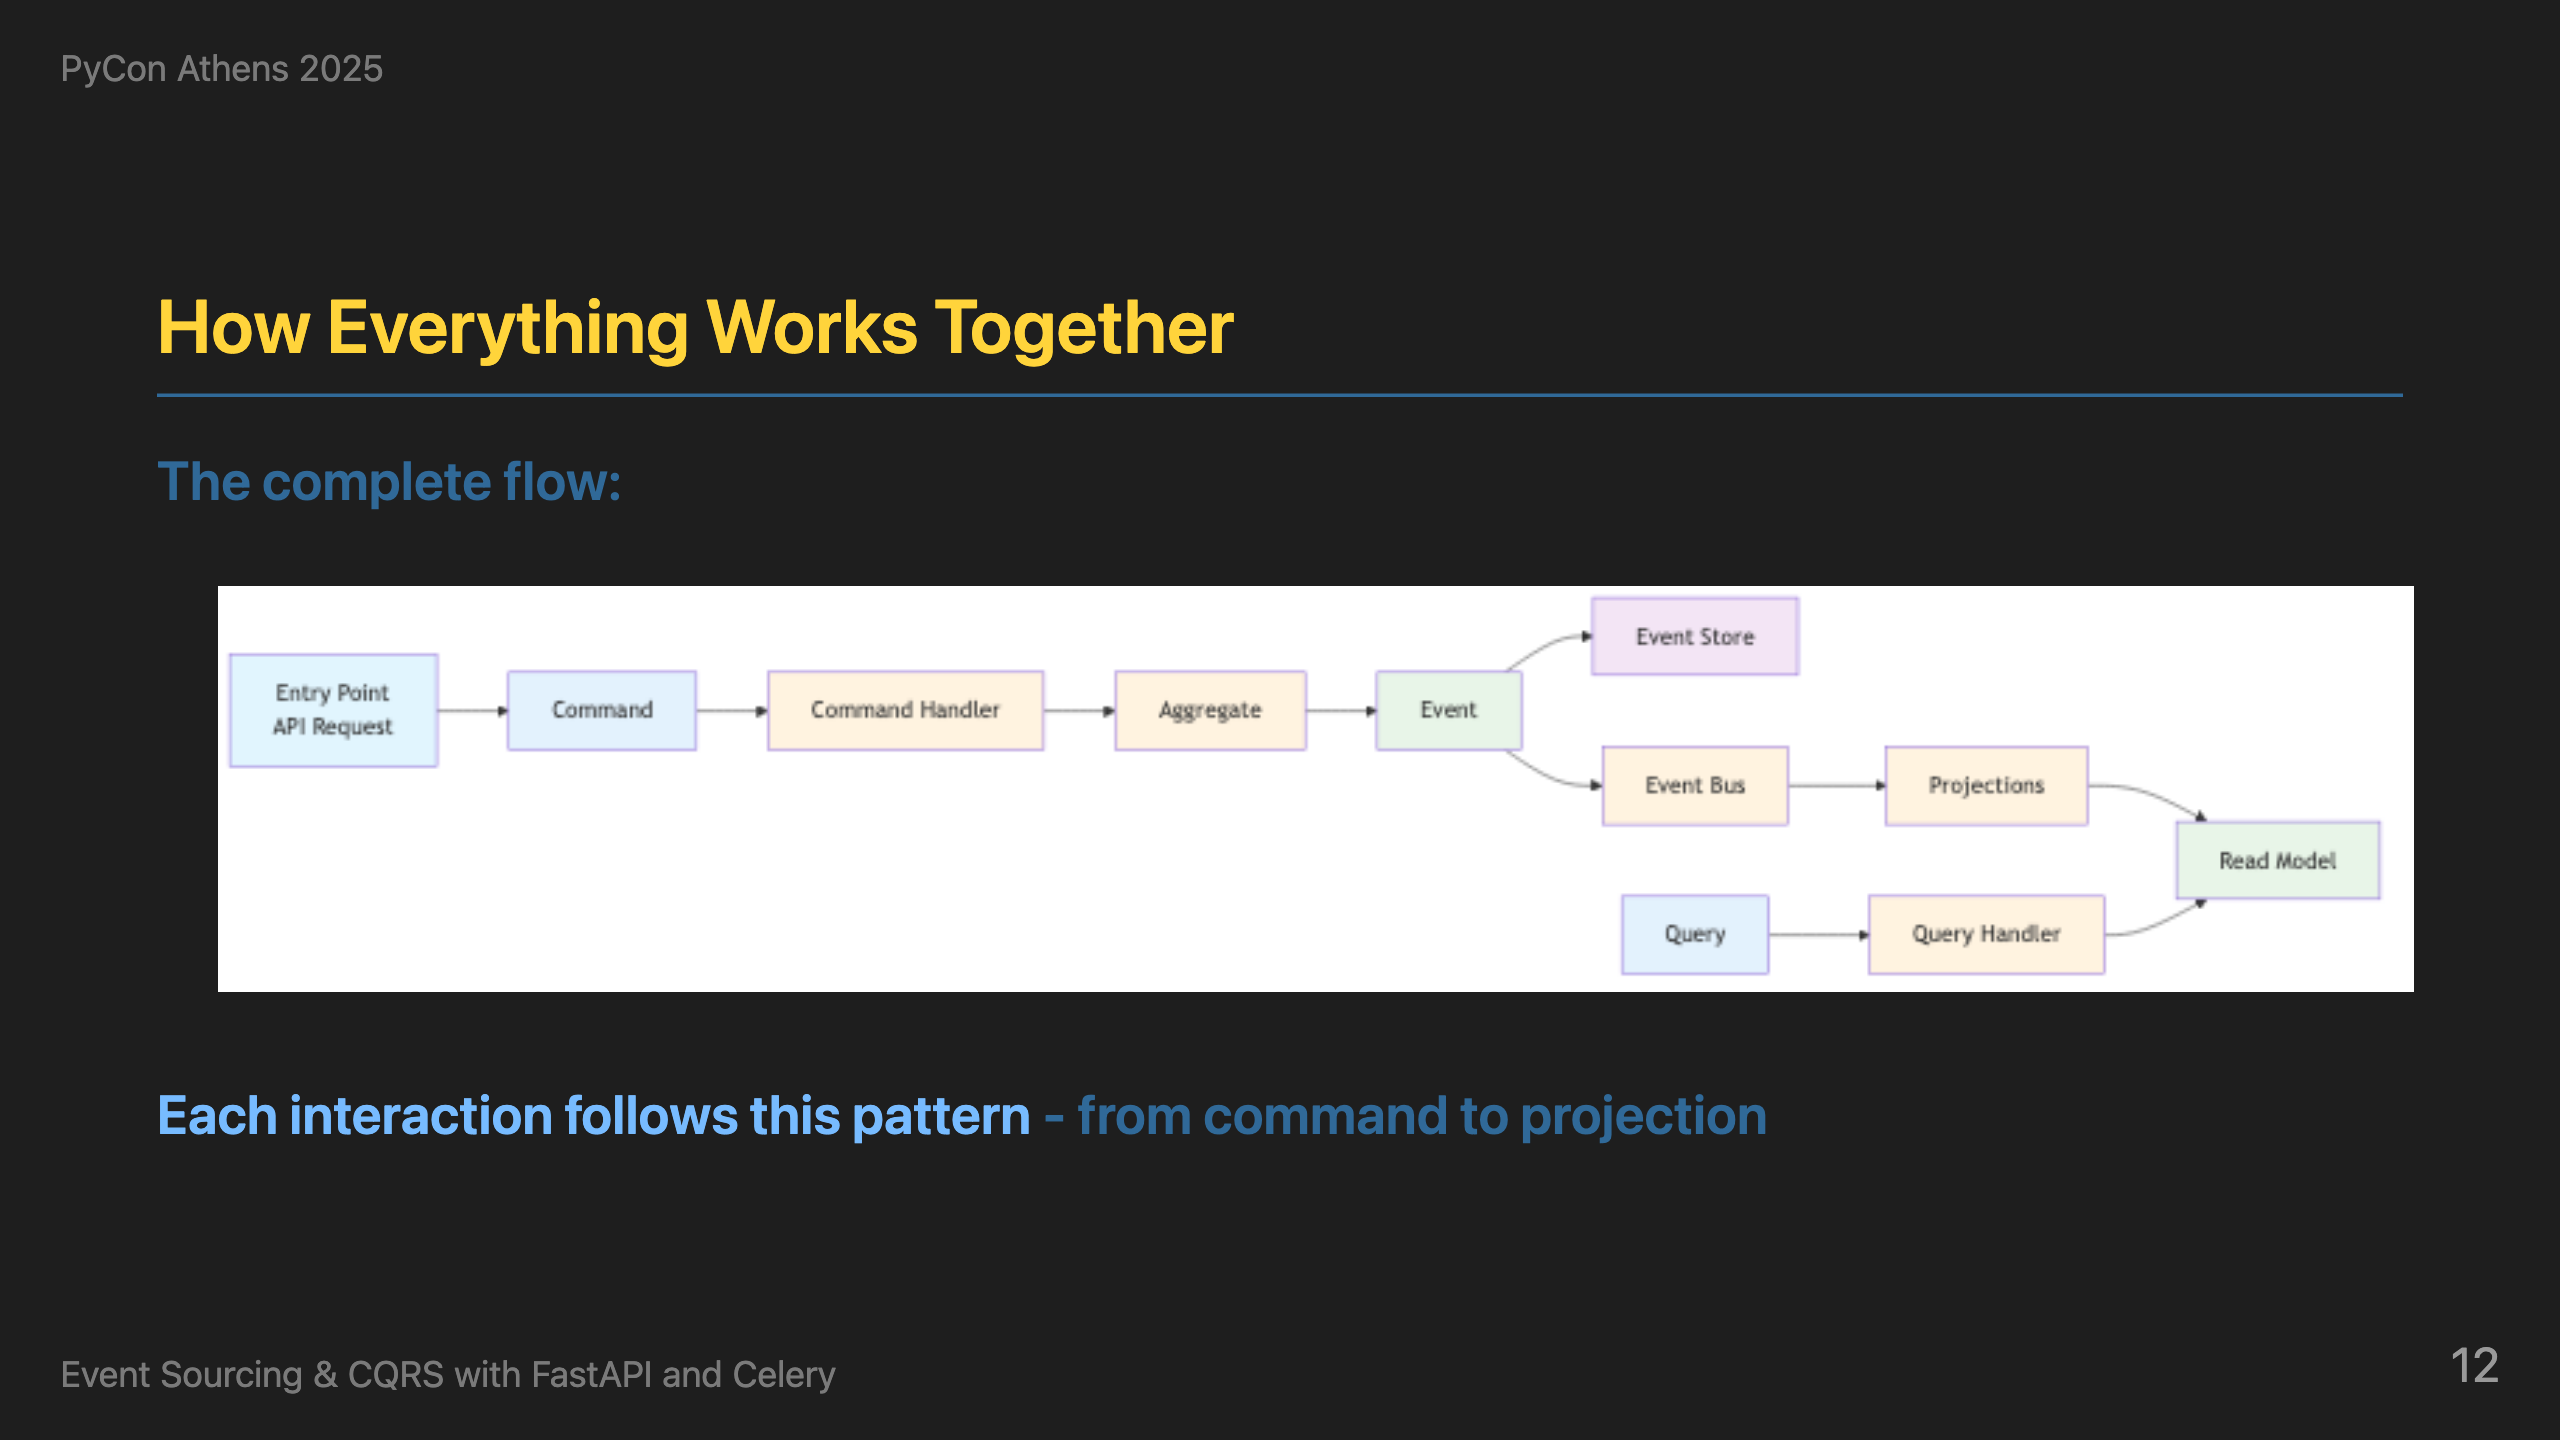 PyCon Athens 2025
How Everything Works Together
The complete flow:
Entry Point
API Request
Command
Command Handler
Aggregate
Event
Event Store
Event Bus
Projections
Read Model
Query
Query Handler
Each interaction follows this pattern - from command to projection
Event Sourcing & CQRS with FastAPI and Celery
12